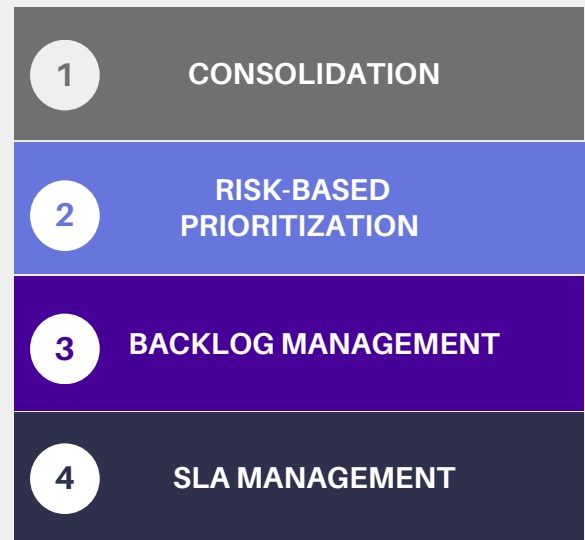 1
CONSOLIDATION
2
RISK-BASED
PRIORITIZATION
3
BACKLOG MANAGEMENT
4
SLA MANAGEMENT